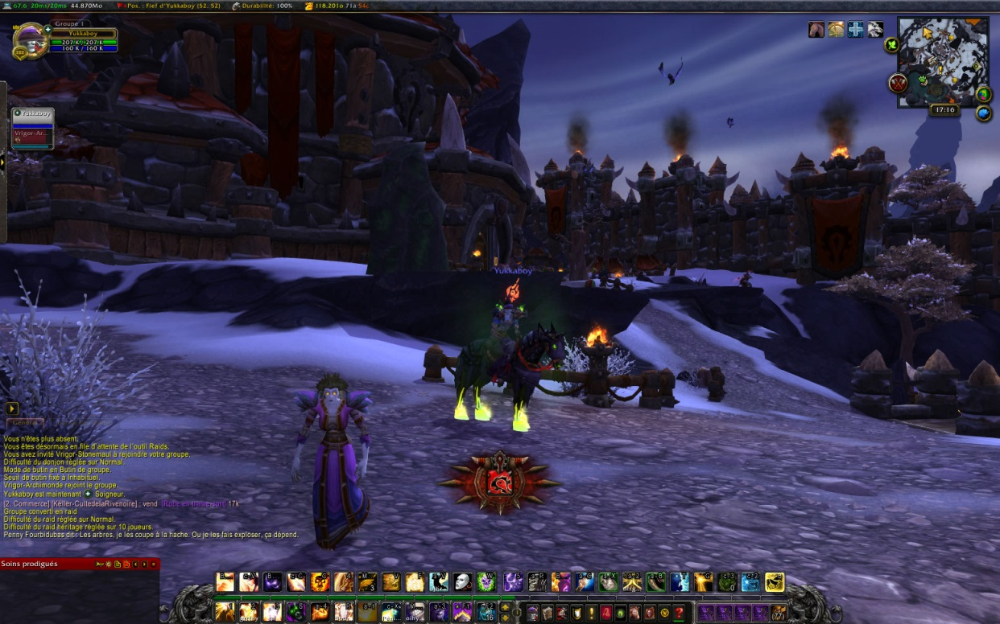 67.6 20ms/20ms 44.870Mo
Pos. : Fief d'Yukkaboy (52, 52)
Durabilité: 100%
118.201o 71a 54c
Groupe 1
Yukkaboy
207 K / 207 K
160 K / 160 K
17:16
Yukkaboy
Vrigor-Ar...
Yukkaboy
Général
Vous n'êtes plus absent.
Vous êtes désormais en file d'attente de l'outil Raids.
Vous avez invité Vrigor-Stonemaul à rejoindre votre groupe.
Difficulté du donjon réglée sur Normal.
Mode de butin en Butin de groupe.
Seuil de butin fixé à Inhabituel.
Vrigor-Archimonde rejoint le groupe.
Yukkaboy est maintenant Soigneur.
[2. Commerce] [Keller-CultedelaRivenoire] : vend [Robe en trame-sort] 17k
Groupe converti en raid
Difficulté du raid réglée sur Normal.
Difficulté du raid héritage réglée sur 10 joueurs.
Penny Fourbidubas dit : Les arbres, je les coupe à la hache. Ou je les fais exploser, ça dépend.
Soins prodigués
(77)